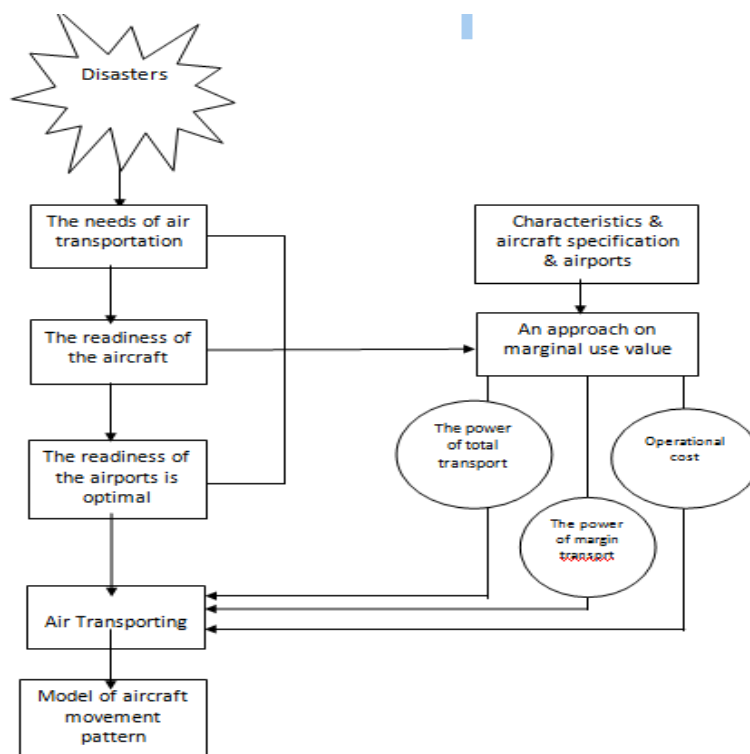 Disasters
The needs of air
transportation
Characteristics &
aircraft specification
& airports
The readiness of
the aircraft
An approach on
marginal use value
The power
of total
transport
Operational
cost
The readiness of
the airports is
optimal
The power
of margin
transport
Air Transporting
Model of aircraft
movement
pattern